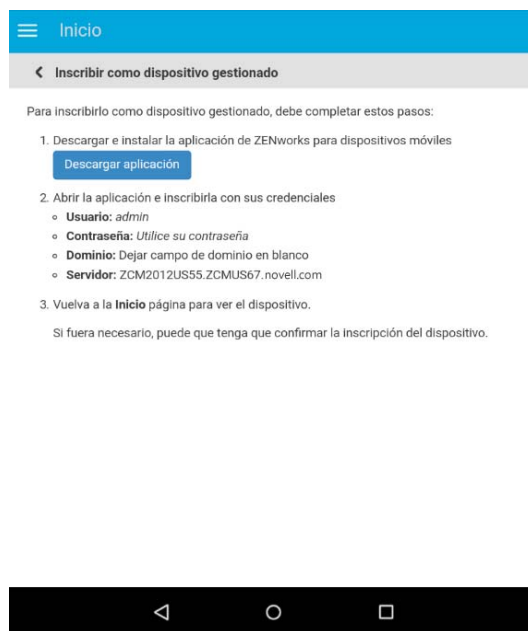 Inicio
Inscribir como dispositivo gestionado
Para inscribirlo como dispositivo gestionado, debe completar estos pasos:
1. Descargar e instalar la aplicación de ZENworks para dispositivos móviles
Descargar aplicación
2. Abrir la aplicación e inscribirla con sus credenciales
Usuario: admin
Contraseña: Utilice su contraseña
Dominio: Dejar campo de dominio en blanco
Servidor: ZCM2012US55.ZCMUS67.novell.com
3. Vuelva a la Inicio página para ver el dispositivo.
Si fuera necesario, puede que tenga que confirmar la inscripción del dispositivo.